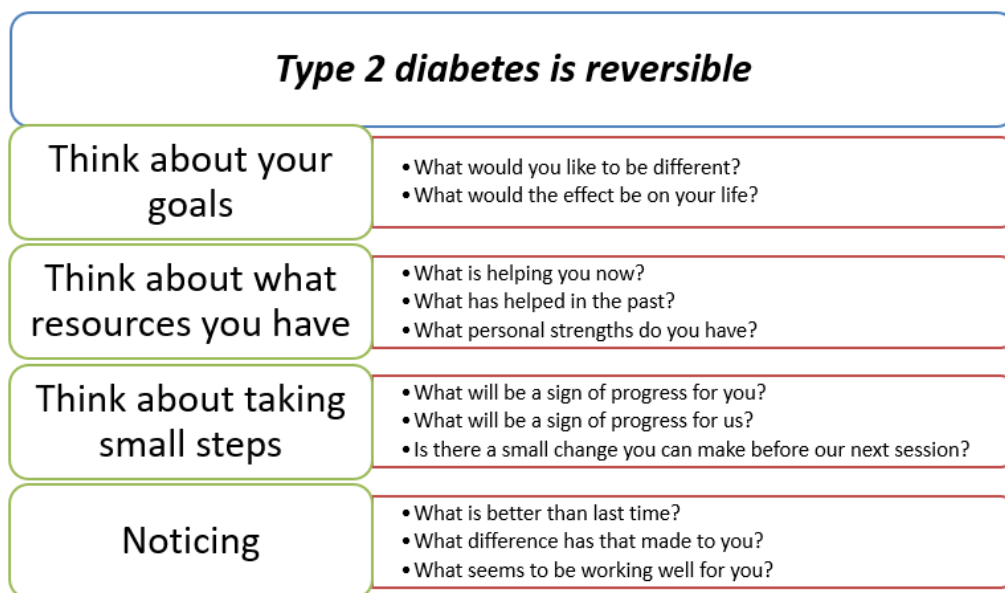 Type 2 diabetes is reversible
Think about your
goals
•What would you like to be different?
•What would the effect be on your life?
Think about what
resources you have
•What is helping you now?
•What has helped in the past?
•What personal strengths do you have?
Think about taking
small steps
•What will be a sign of progress for you?
•What will be a sign of progress for us?
•Is there a small change you can make before our next session?
Noticing
•What is better than last time?
•What difference has that made to you?
•What seems to be working well for you?